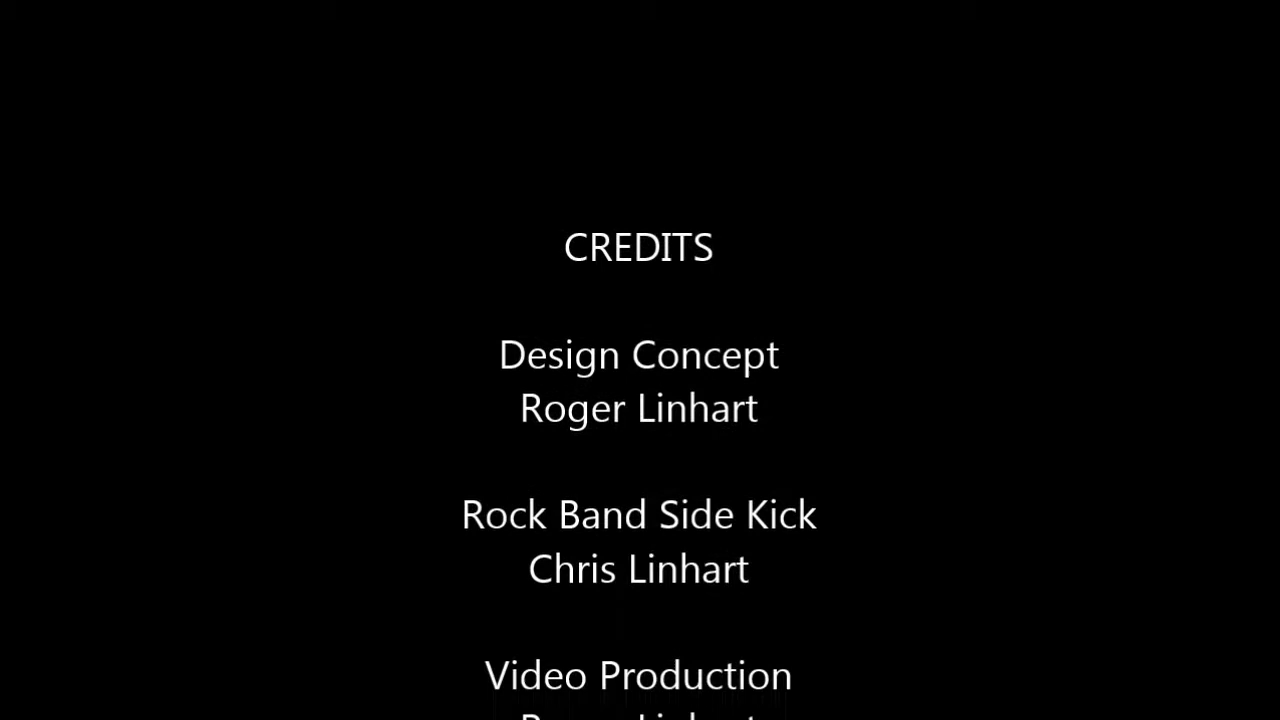 CREDITS
Design Concept
Roger Linhart
Rock Band Side Kick
Chris Linhart
Video Production